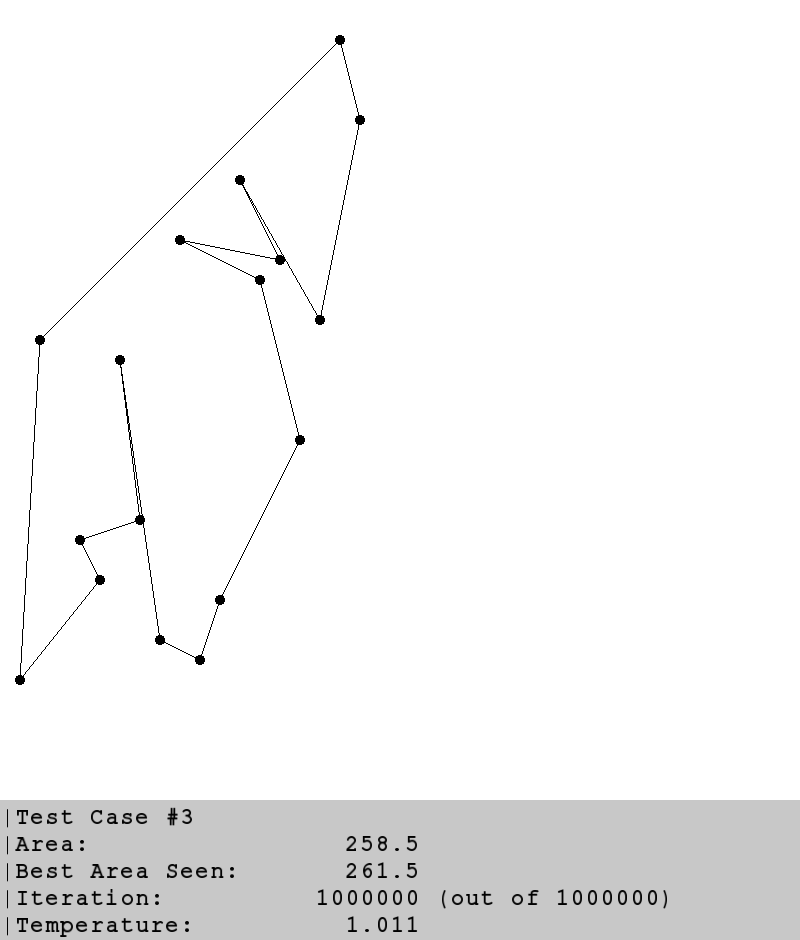 |Test Case #3
|Area: 258.5
|Best Area Seen: 261.5
|Iteration: 1000000 (out of 1000000)
|Temperature: 1.011